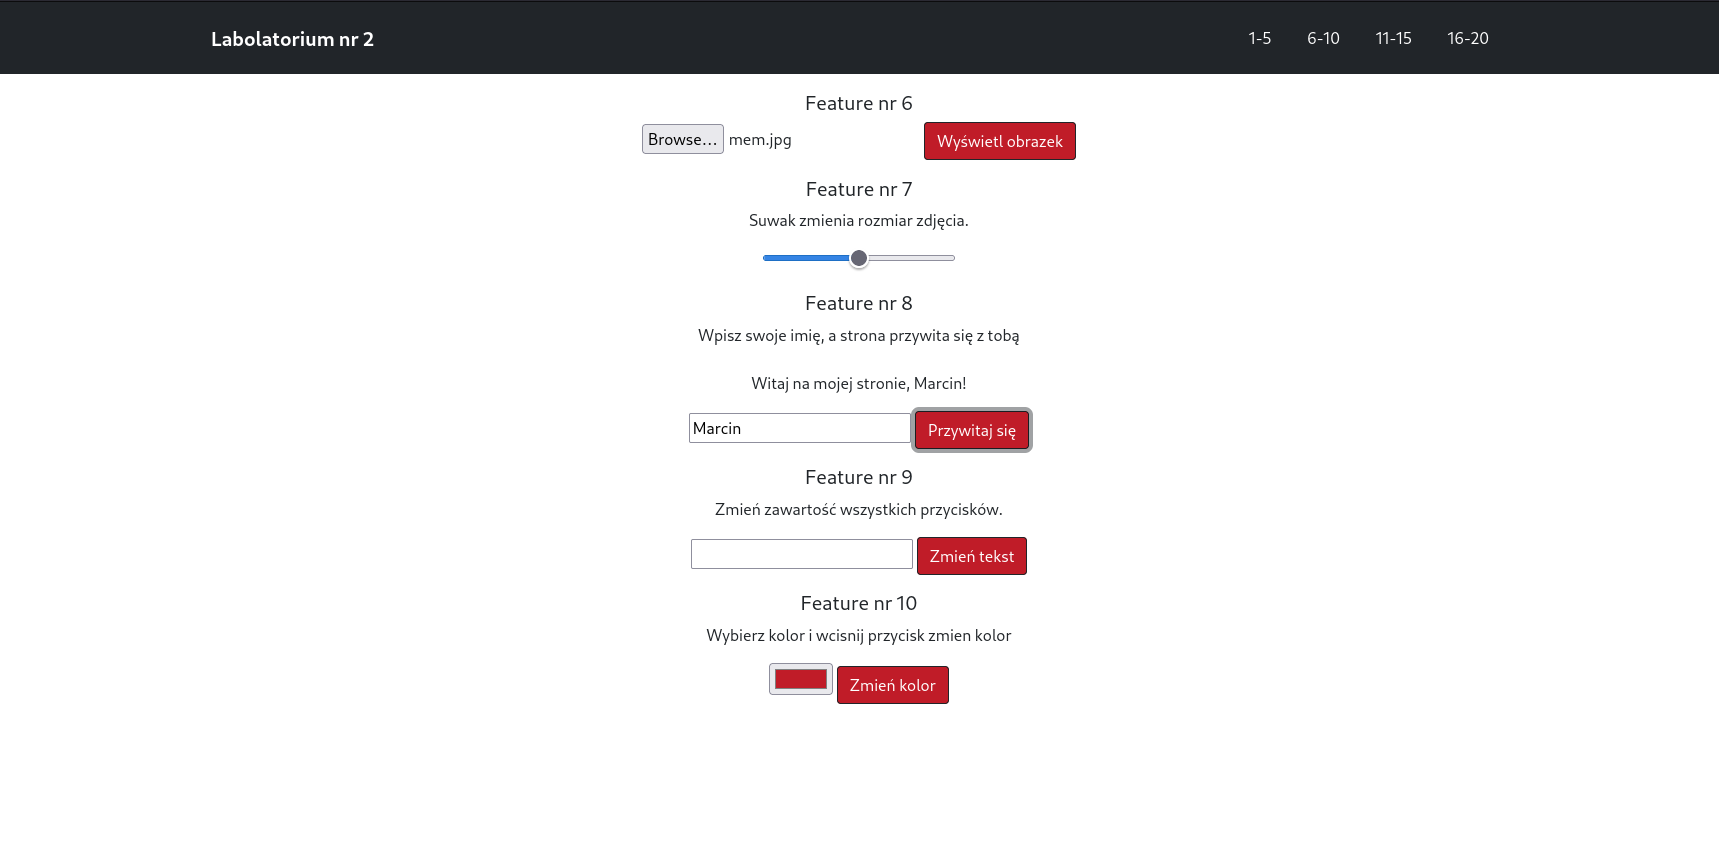 Labolatorium nr 2 1-5 6-10 11-15 16-20
Feature nr 6
Browse... mem.jpg Wyświetl obrazek
Feature nr 7
Suwak zmienia rozmiar zdjęcia.
Feature nr 8
Wpisz swoje imię, a strona przywita się z tobą
Witaj na mojej stronie, Marcin!
Marcin Przywitaj się
Feature nr 9
Zmień zawartość wszystkich przycisków.
Zmień tekst
Feature nr 10
Wybierz kolor i wcisnij przycisk zmien kolor
Zmień kolor